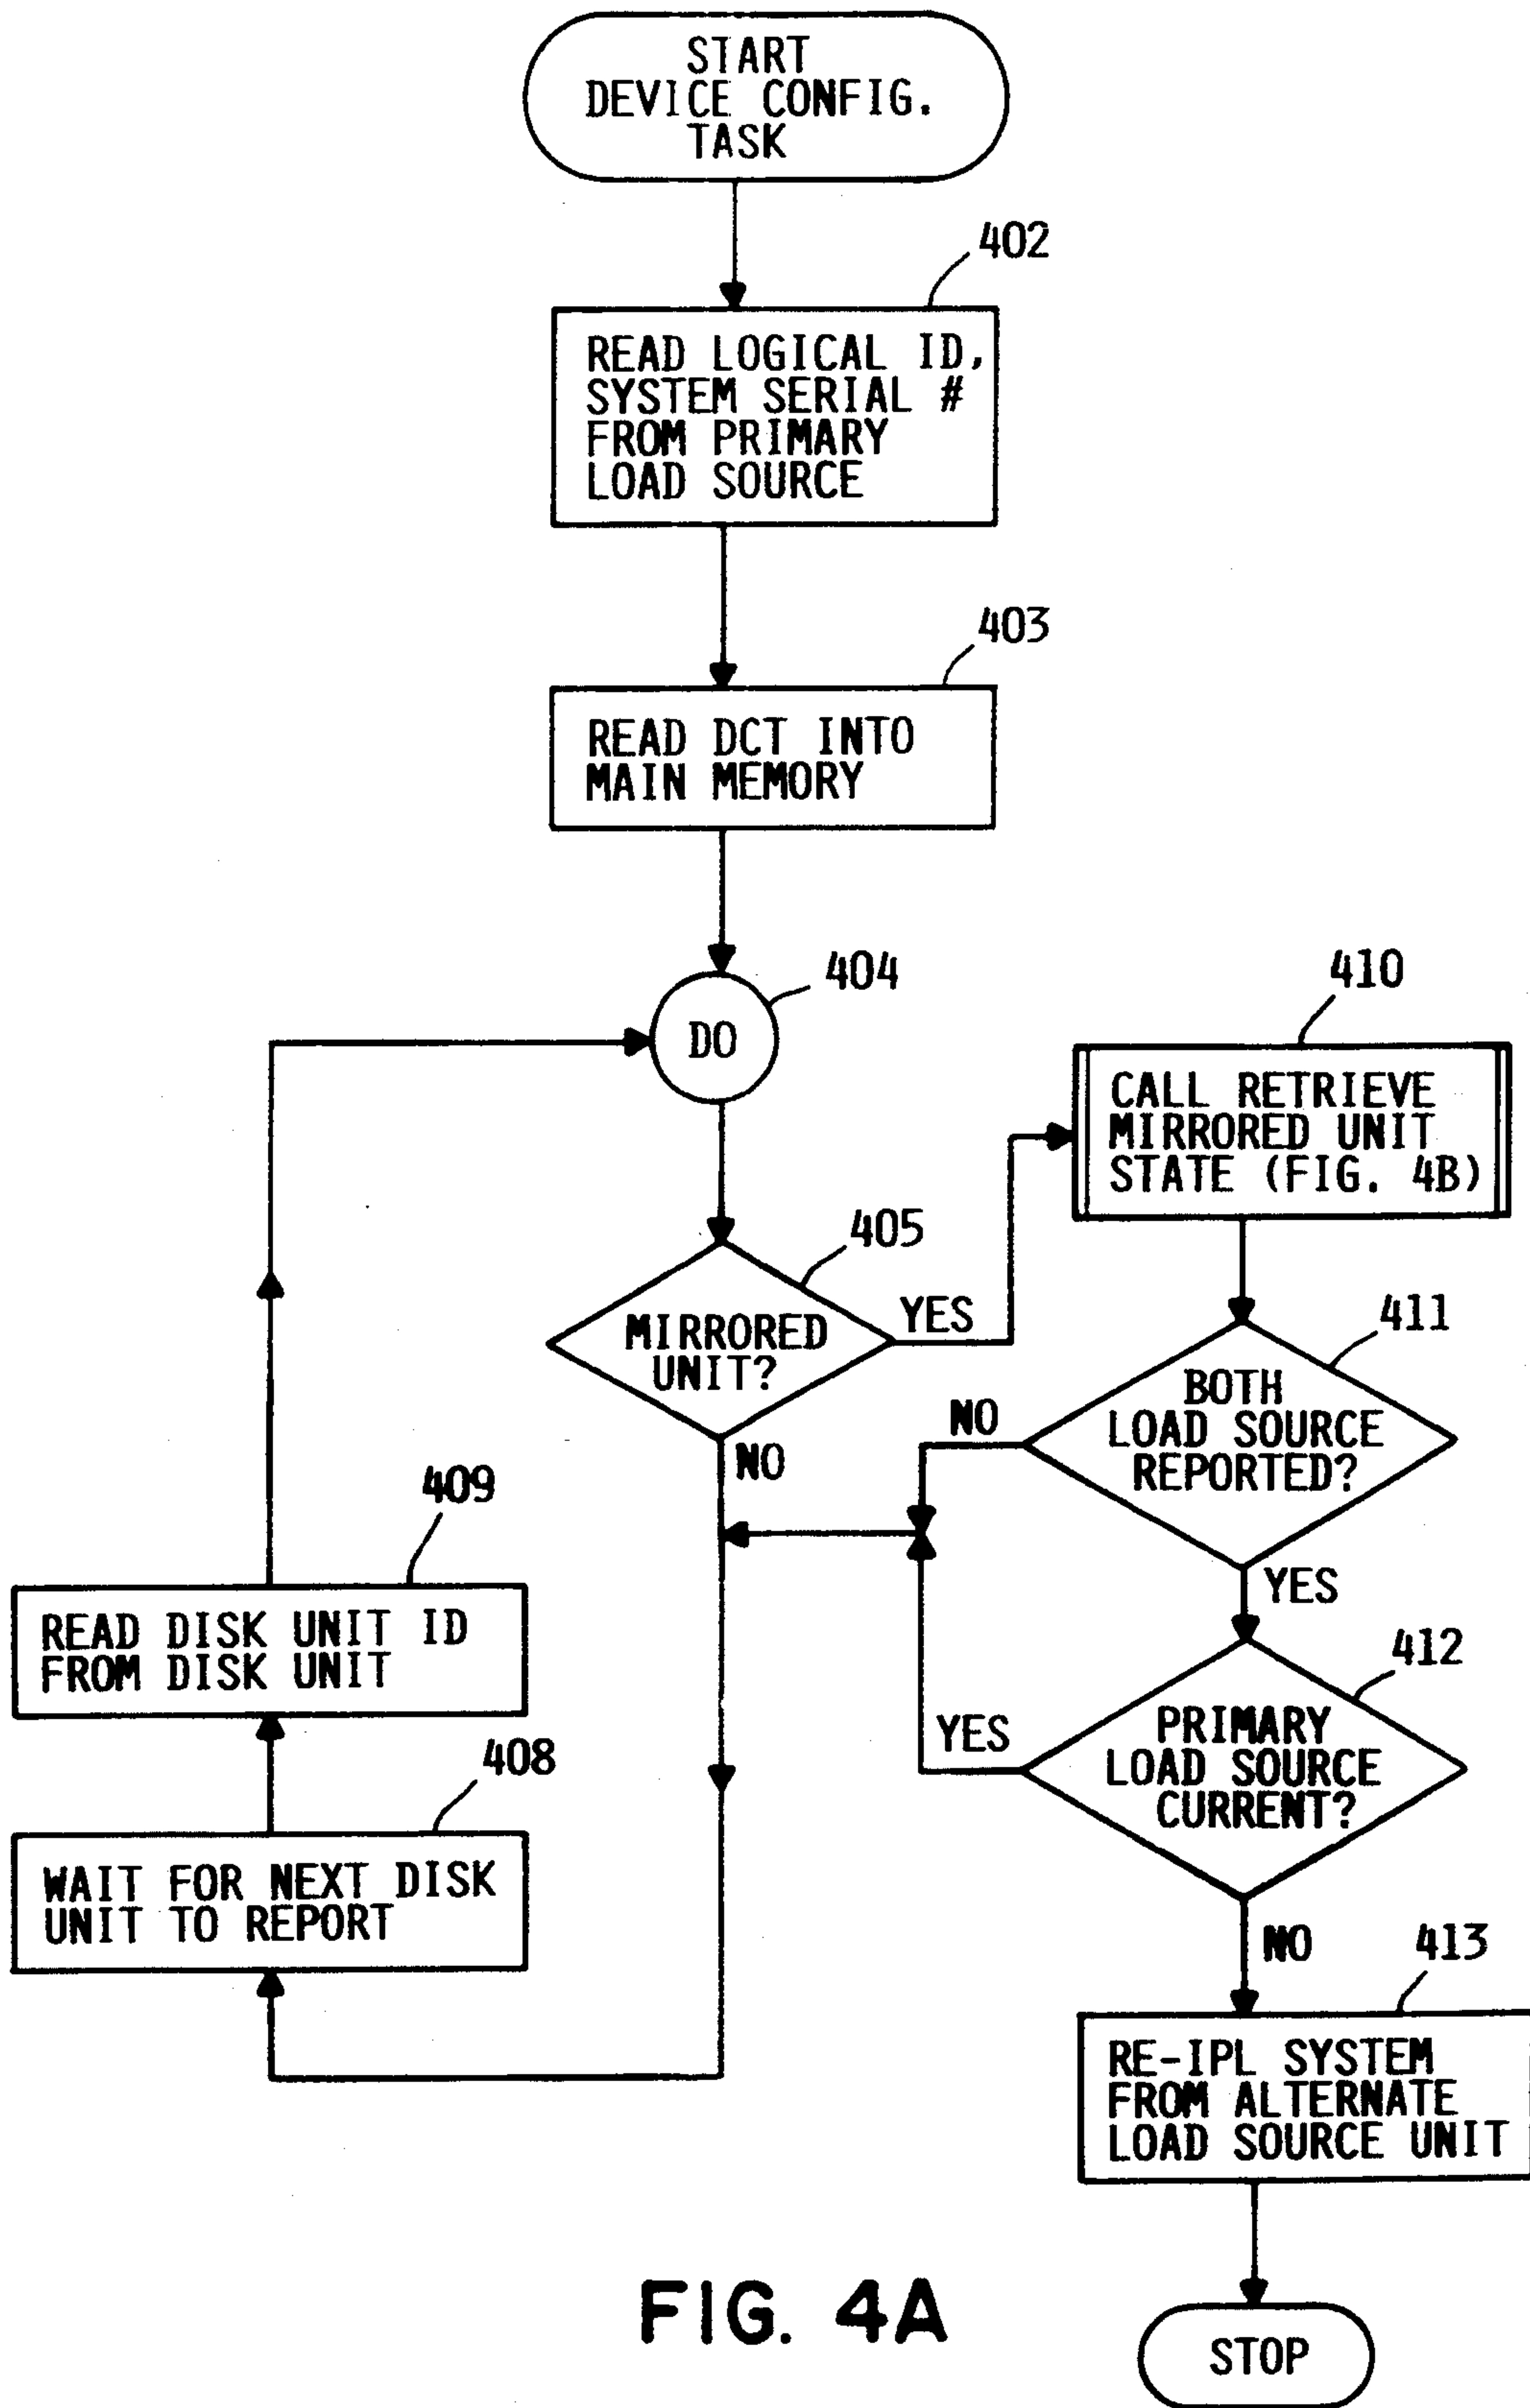 START
DEVICE CONFIG.
TASK
402
READ LOGICAL ID,
SYSTEM SERIAL #
FROM PRIMARY
LOAD SOURCE
403
READ DCT INTO
MAIN MEMORY
404
DO
410
CALL RETRIEVE
MIRRORED UNIT
STATE (FIG. 4B)
405
MIRRORED
UNIT?
YES
NO
411
BOTH
LOAD SOURCE
REPORTED?
NO
YES
409
READ DISK UNIT ID
FROM DISK UNIT
412
PRIMARY
LOAD SOURCE
CURRENT?
YES
NO
408
WAIT FOR NEXT DISK
UNIT TO REPORT
413
RE-IPL SYSTEM
FROM ALTERNATE
LOAD SOURCE UNIT
STOP
FIG. 4A